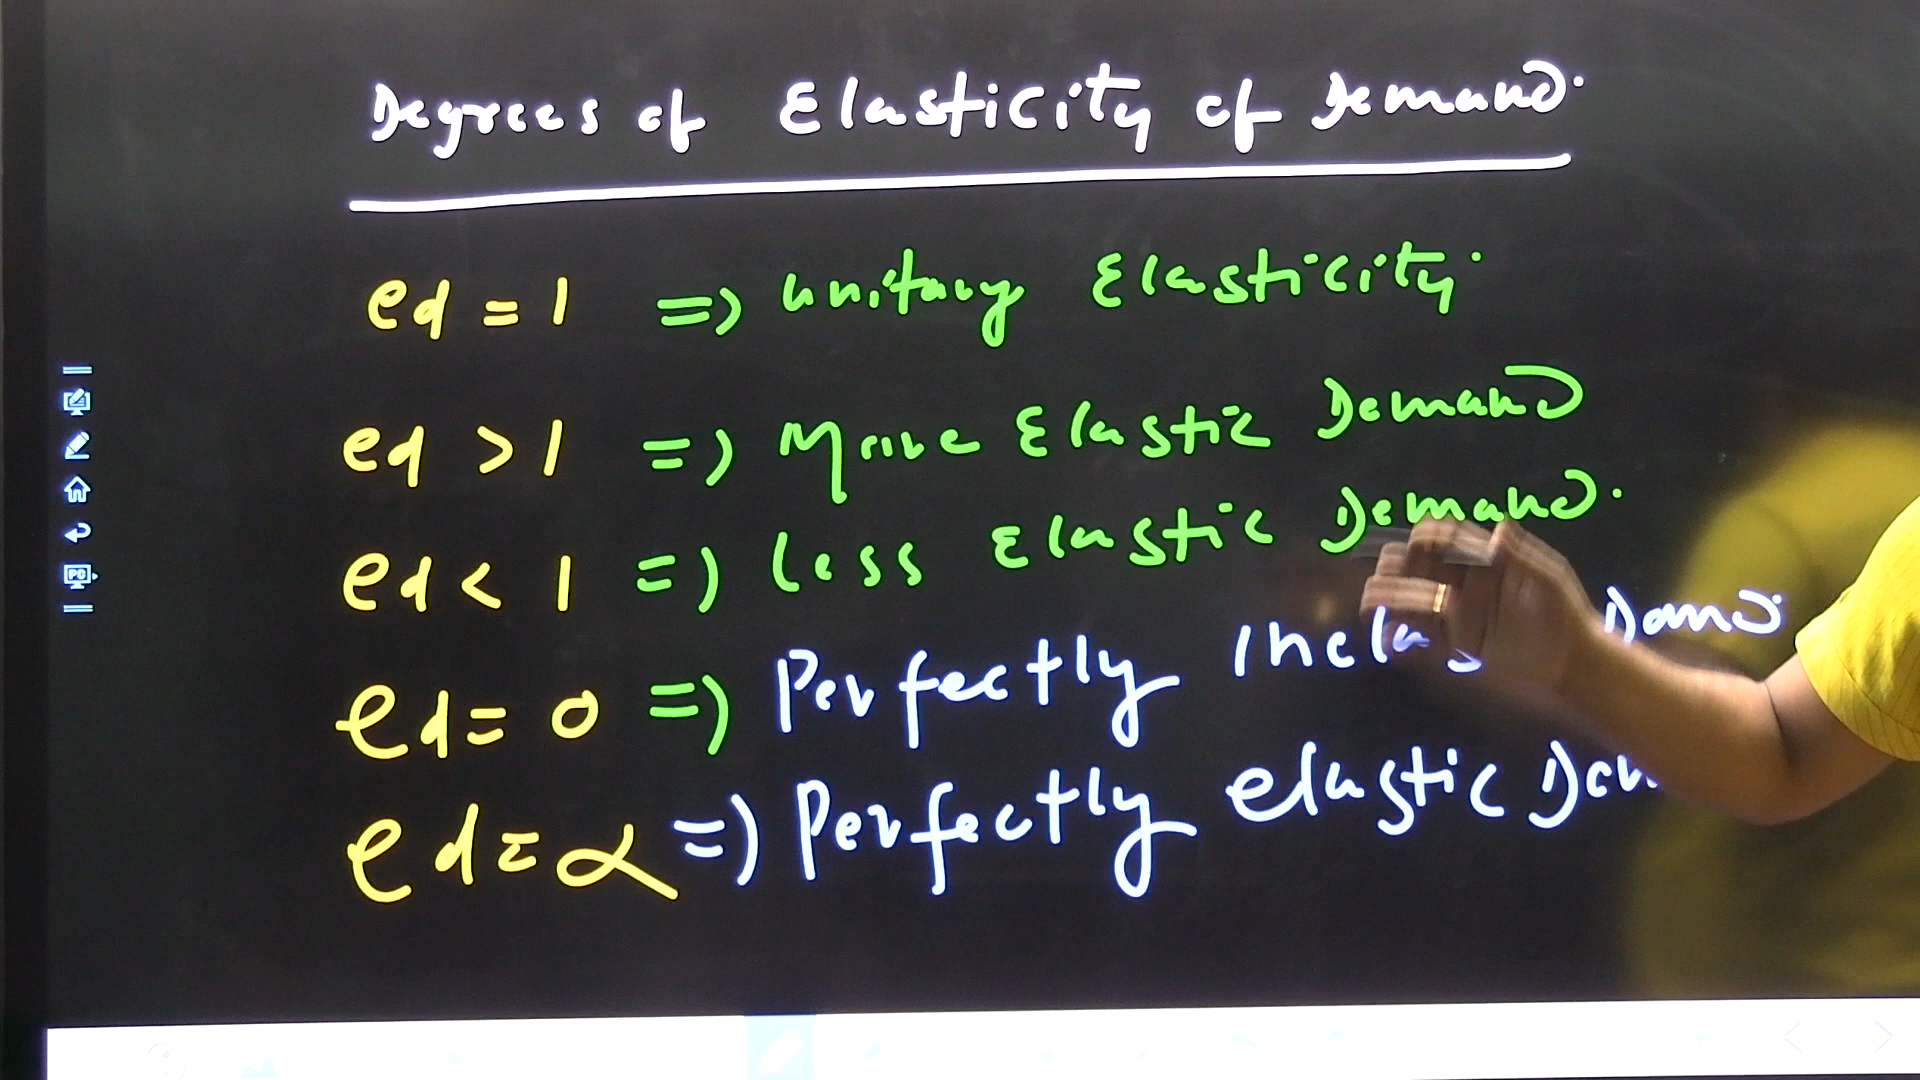 Degrees of Elasticity of Demand.
ed = 1 => unitary Elasticity.
ed > 1 => More Elastic Demand
ed < 1 => Less Elastic Demand.
ed = 0 => Perfectly
ed = α => Perfectly elastic